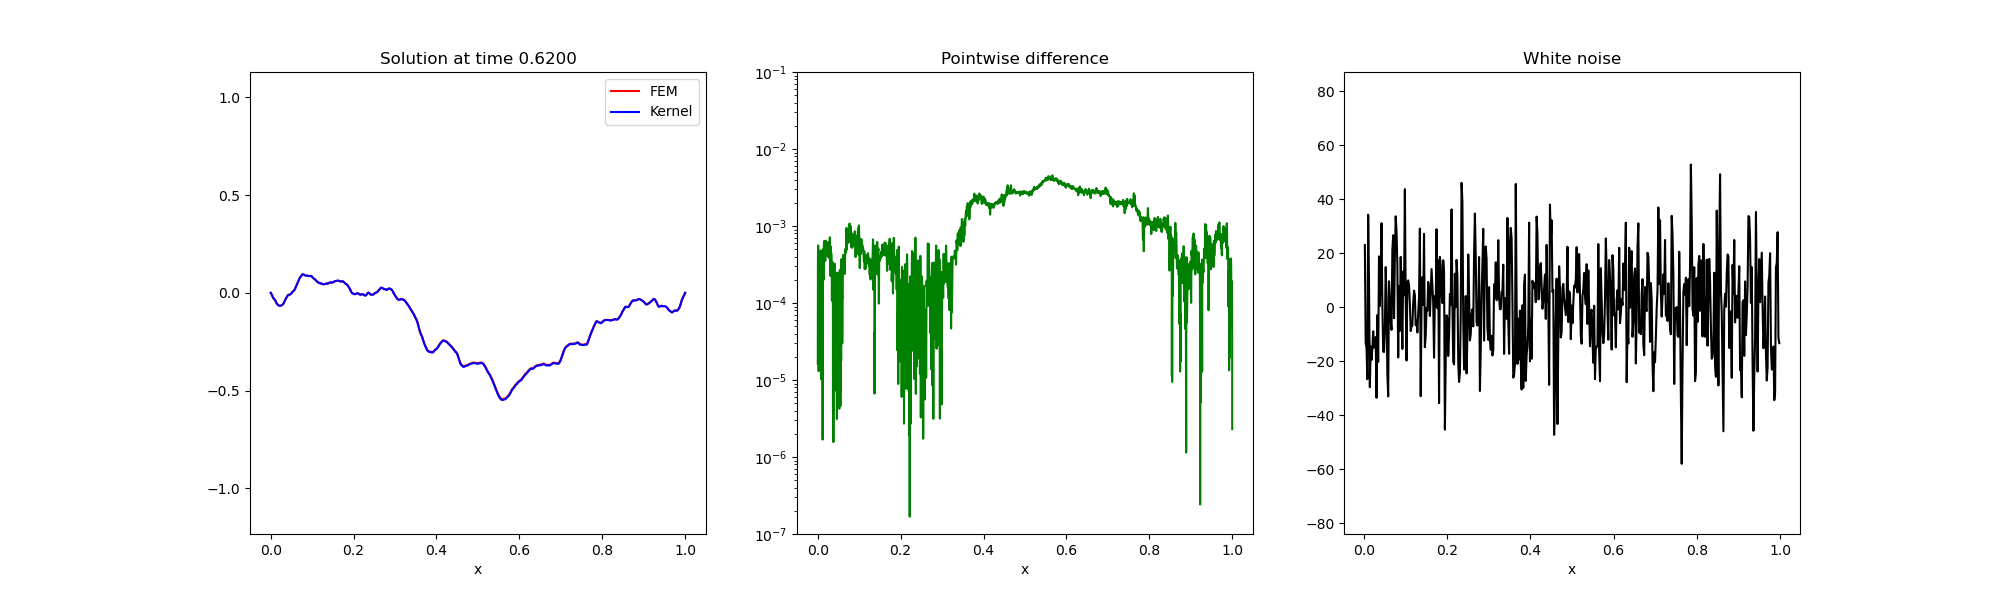 Solution at time 0.6200
1.0
0.5
0.0
−0.5
−1.0
0.0 0.2 0.4 0.6 0.8 1.0
x
FEM
Kernel
Pointwise difference
10⁻¹
10⁻²
10⁻³
10⁻⁴
10⁻⁵
10⁻⁶
10⁻⁷
0.0 0.2 0.4 0.6 0.8 1.0
x
White noise
80
60
40
20
0
−20
−40
−60
−80
0.0 0.2 0.4 0.6 0.8 1.0
x